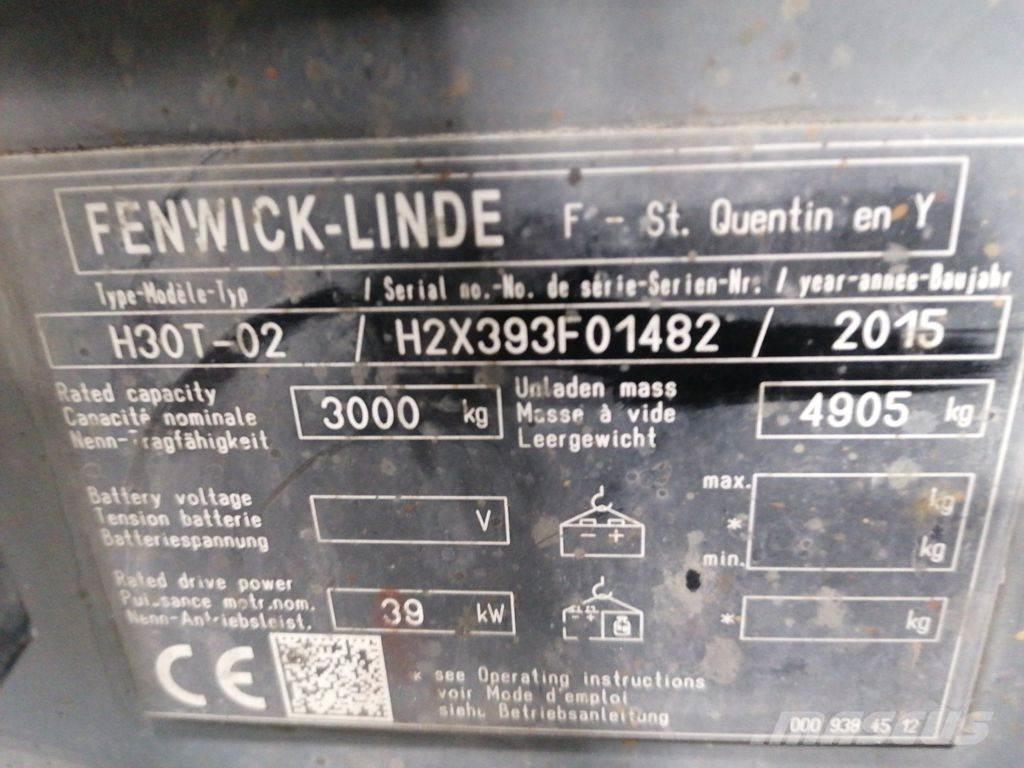 FENWICK-LINDE F - St. Quentin en Y
Type-Modèle-Typ / Serial no.-No. de série-Serien-Nr. / year-annee-Baujahr
H30T-02 / H2X393F01482 / 2015
Rated capacity
Capacité nominale
Nenn-Tragfähigkeit
3000 kg
Unladen mass
Masse à vide
Leergewicht
4905 kg
Battery voltage
Tension batterie
Batteriespannung
V
- +
max. kg
*
min. kg
Rated drive power
Puissance motr.nom.
Nenn-Antriebsleist.
39 kW
- +
* kg
CE
* see Operating instructions
voir Mode d'emploi
siehe Betriebsanleitung
000 938 45 12
MASCUS